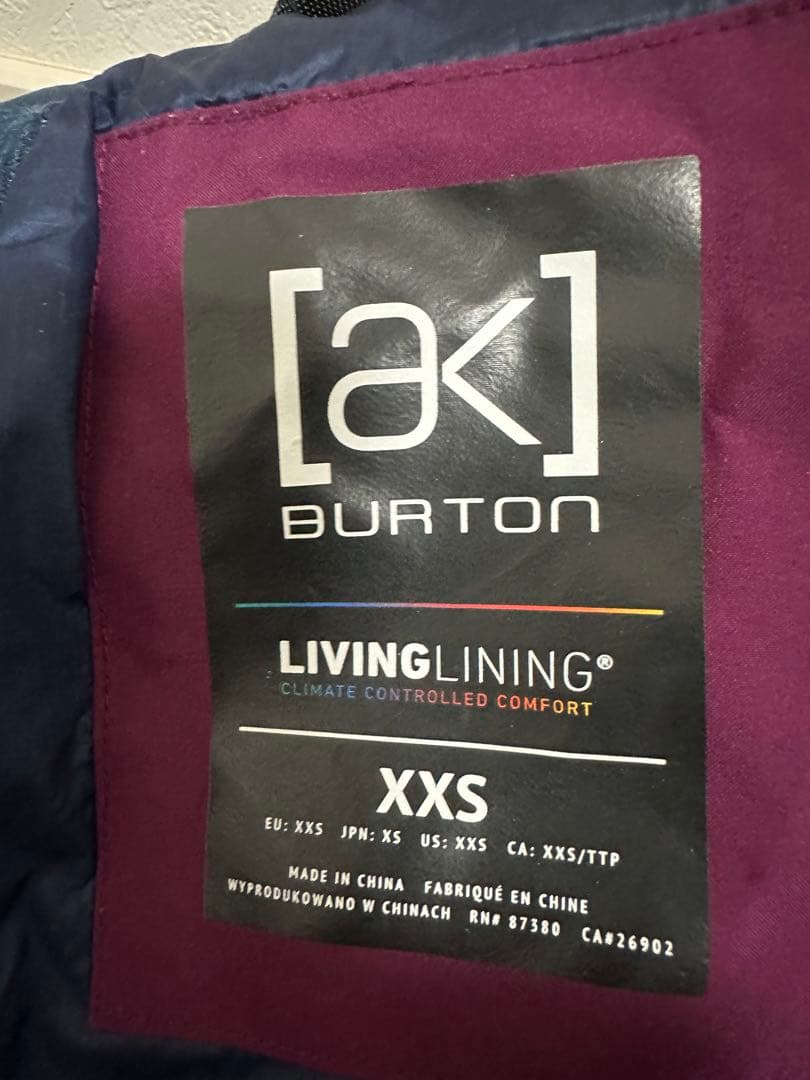 [ak]
BURTON
LIVINGLINING®
CLIMATE CONTROLLED COMFORT
XXS
EU: XXS JPN: XS US: XXS CA: XXS/TTP
MADE IN CHINA FABRIQUÉ EN CHINE
WYPRODUKOWANO W CHINACH RN# 87380 CA#26902